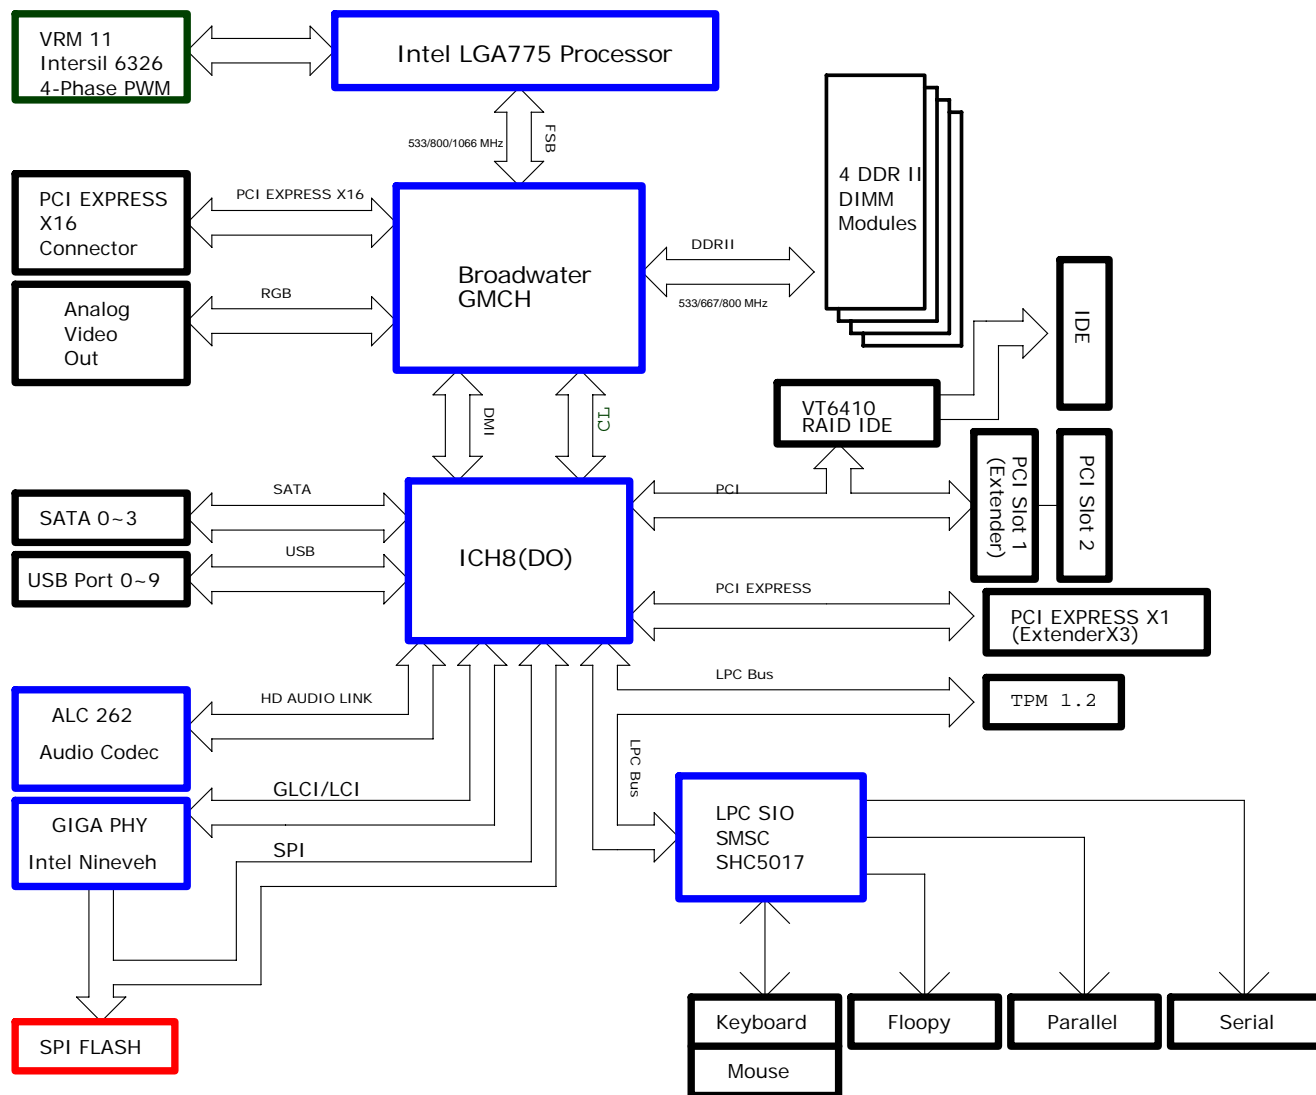 VRM 11
Intersil 6326
4-Phase PWM
Intel LGA775 Processor
533/800/1066 MHz
FSB
PCI EXPRESS
X16
Connector
PCI EXPRESS X16
Analog
Video
Out
RGB
Broadwater
GMCH
DDRII
533/667/800 MHz
4 DDR II
DIMM
Modules
IDE
VT6410
RAID IDE
DMI
CL
SATA 0~3
SATA
USB Port 0~9
USB
ICH8(DO)
PCI
PCI Slot 1
(Extender)
PCI Slot 2
PCI EXPRESS
PCI EXPRESS X1
(ExtenderX3)
LPC Bus
TPM 1.2
ALC 262
Audio Codec
HD AUDIO LINK
GIGA PHY
Intel Nineveh
GLCI/LCI
SPI
LPC Bus
LPC SIO
SMSC
SHC5017
SPI FLASH
Keyboard
Mouse
Floopy
Parallel
Serial